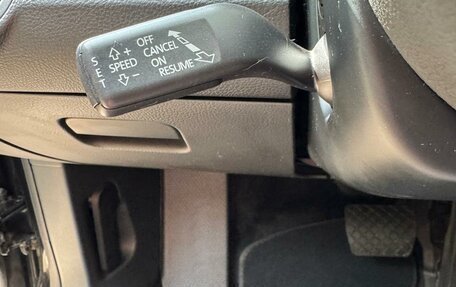 SET
+ OFF
SPEED CANCEL
- ON
RESUME